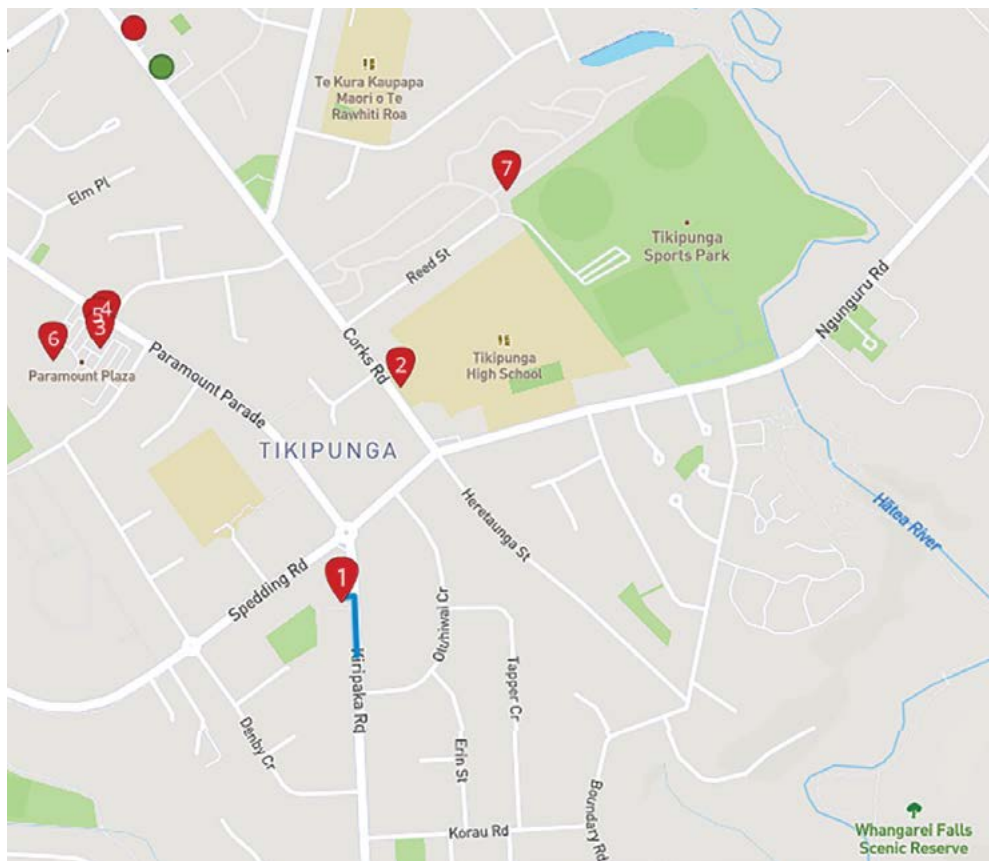 Te Kura Kaupapa
Maori o Te
Rawhiti Roa
Elm Pl
7
Reed St
Tikipunga
Sports Park
Ngunguru Rd
5
4
3
6
Paramount Plaza
Paramount Parade
Corks Rd
2
Tikipunga
High School
TIKIPUNGA
Heretaunga St
Hātea River
Spedding Rd
1
Otuhiwai Cr
Kiripaka Rd
Tapper Cr
Denby Cr
Erin St
Boundary Rd
Korau Rd
Whangarei Falls
Scenic Reserve